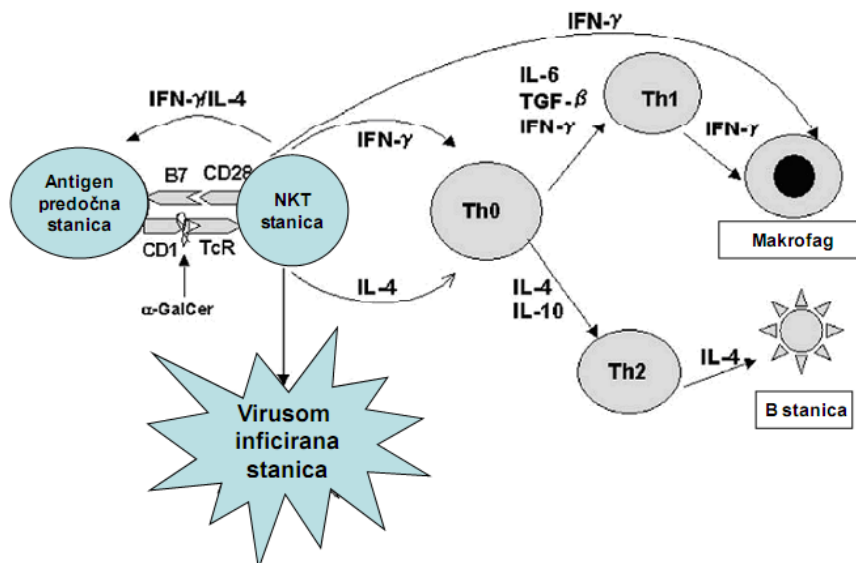 IFN-γ
IFN-γ/IL-4
IL-6
TGF-β
IFN-γ
Th1
IFN-γ
IFN-γ
B7
CD28
Antigen
predočna
stanica
NKT
stanica
Th0
Makrofag
CD1
TcR
α-GalCer
IL-4
IL-4
IL-10
Th2
IL-4
B stanica
Virusom
inficirana
stanica